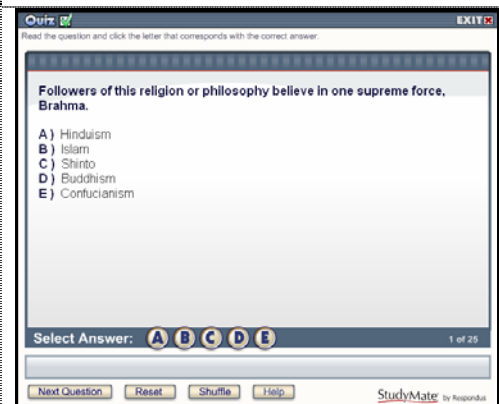 Quiz
EXIT
Read the question and click the letter that corresponds with the correct answer.
Followers of this religion or philosophy believe in one supreme force,
Brahma.
A) Hinduism
B) Islam
C) Shinto
D) Buddhism
E) Confucianism
Select Answer: A B C D E 1 of 25
Next Question Reset Shuffle Help StudyMate by Respondus